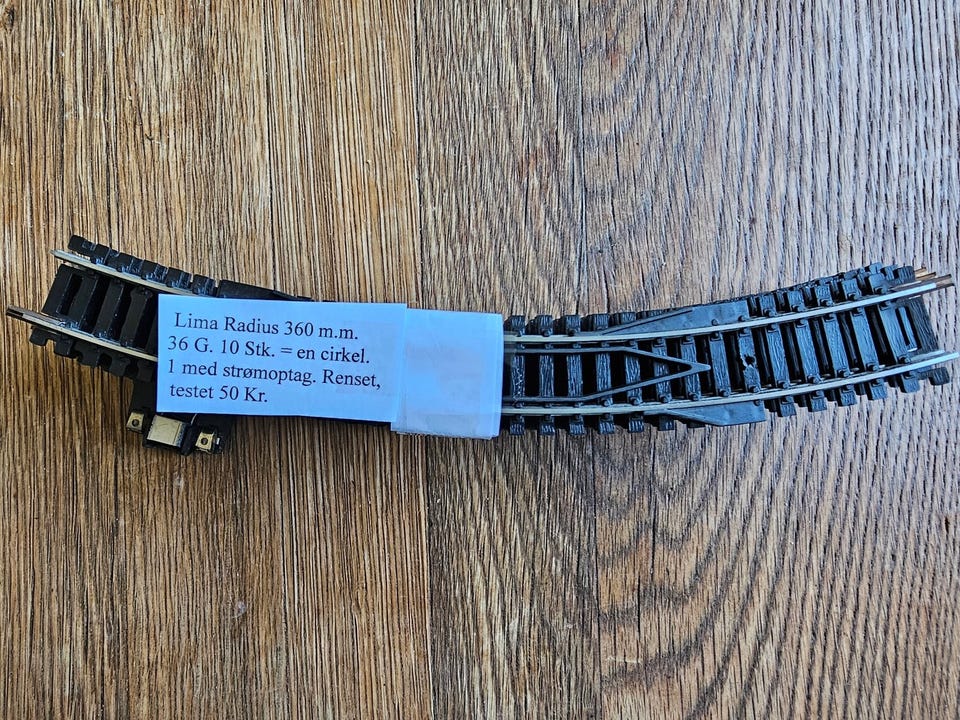 Lima Radius 360 m.m.
36 G. 10 Stk. = en cirkel.
1 med strømoptag. Renset,
testet 50 Kr.